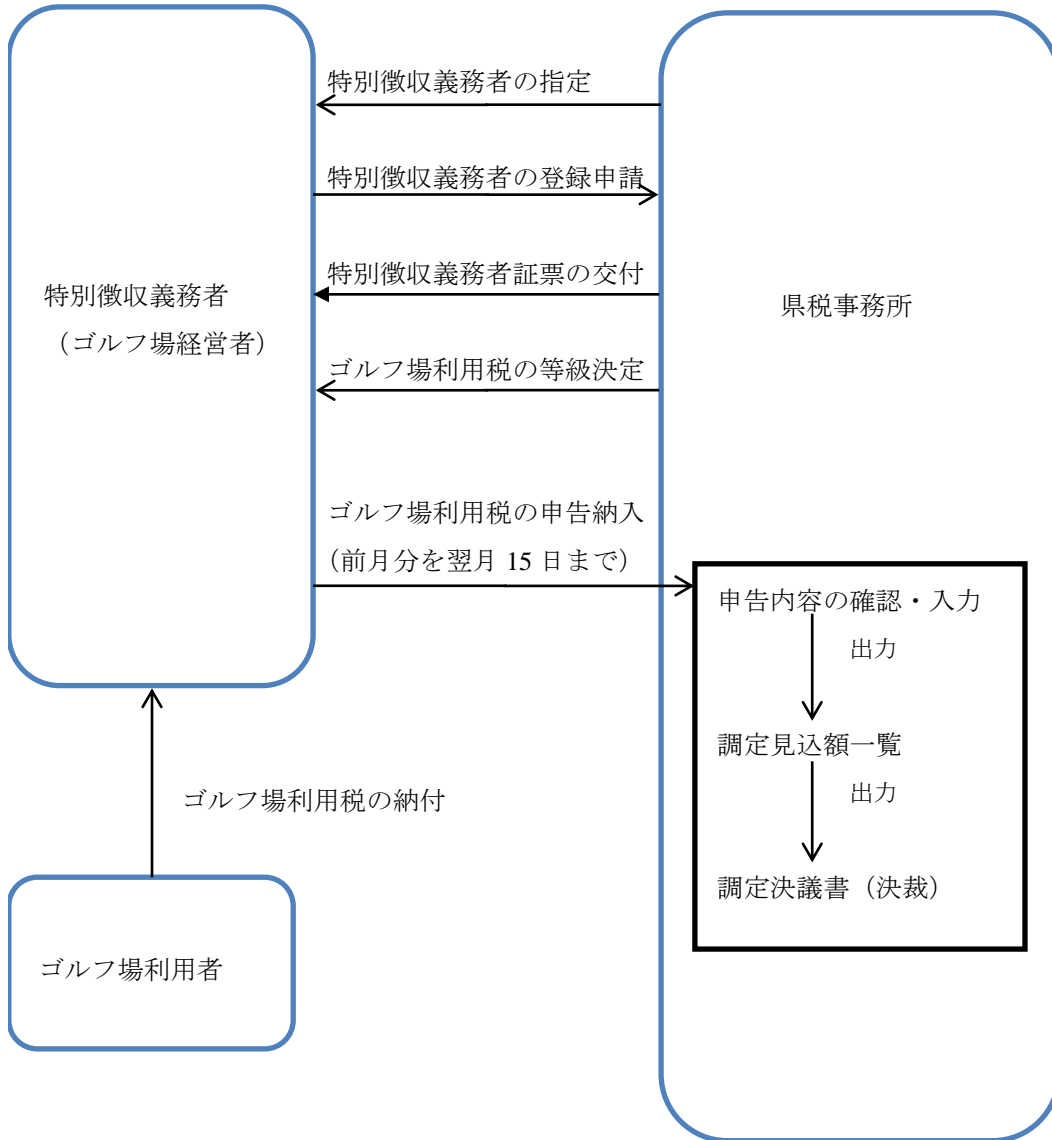 特別徴収義務者の指定
特別徴収義務者の登録申請
特別徴収義務者証票の交付
特別徴収義務者
（ゴルフ場経営者）
県税事務所
ゴルフ場利用税の等級決定
ゴルフ場利用税の申告納入
（前月分を翌月 15 日まで）
申告内容の確認・入力
出力
調定見込額一覧
出力
調定決議書（決裁）
ゴルフ場利用税の納付
ゴルフ場利用者